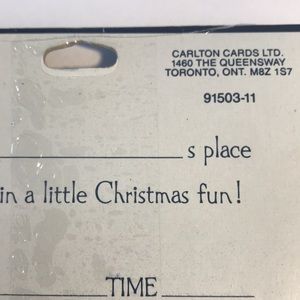 CARLTON CARDS LTD.
1460 THE QUEENSWAY
TORONTO, ONT. M8Z 1S7
91503-11
s place
in a little Christmas fun!
TIME